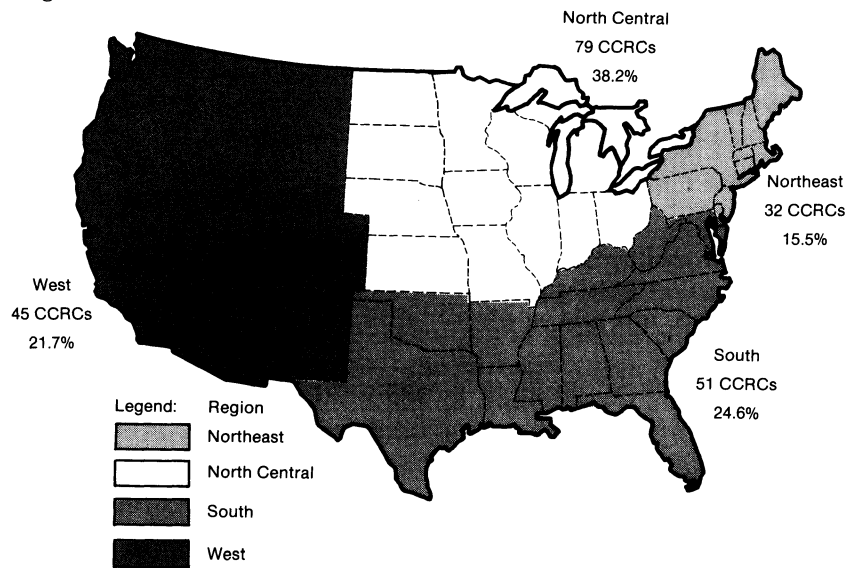 North Central
79 CCRCs
38.2%
Northeast
32 CCRCs
15.5%
West
45 CCRCs
21.7%
South
51 CCRCs
24.6%
Legend: Region
Northeast
North Central
South
West